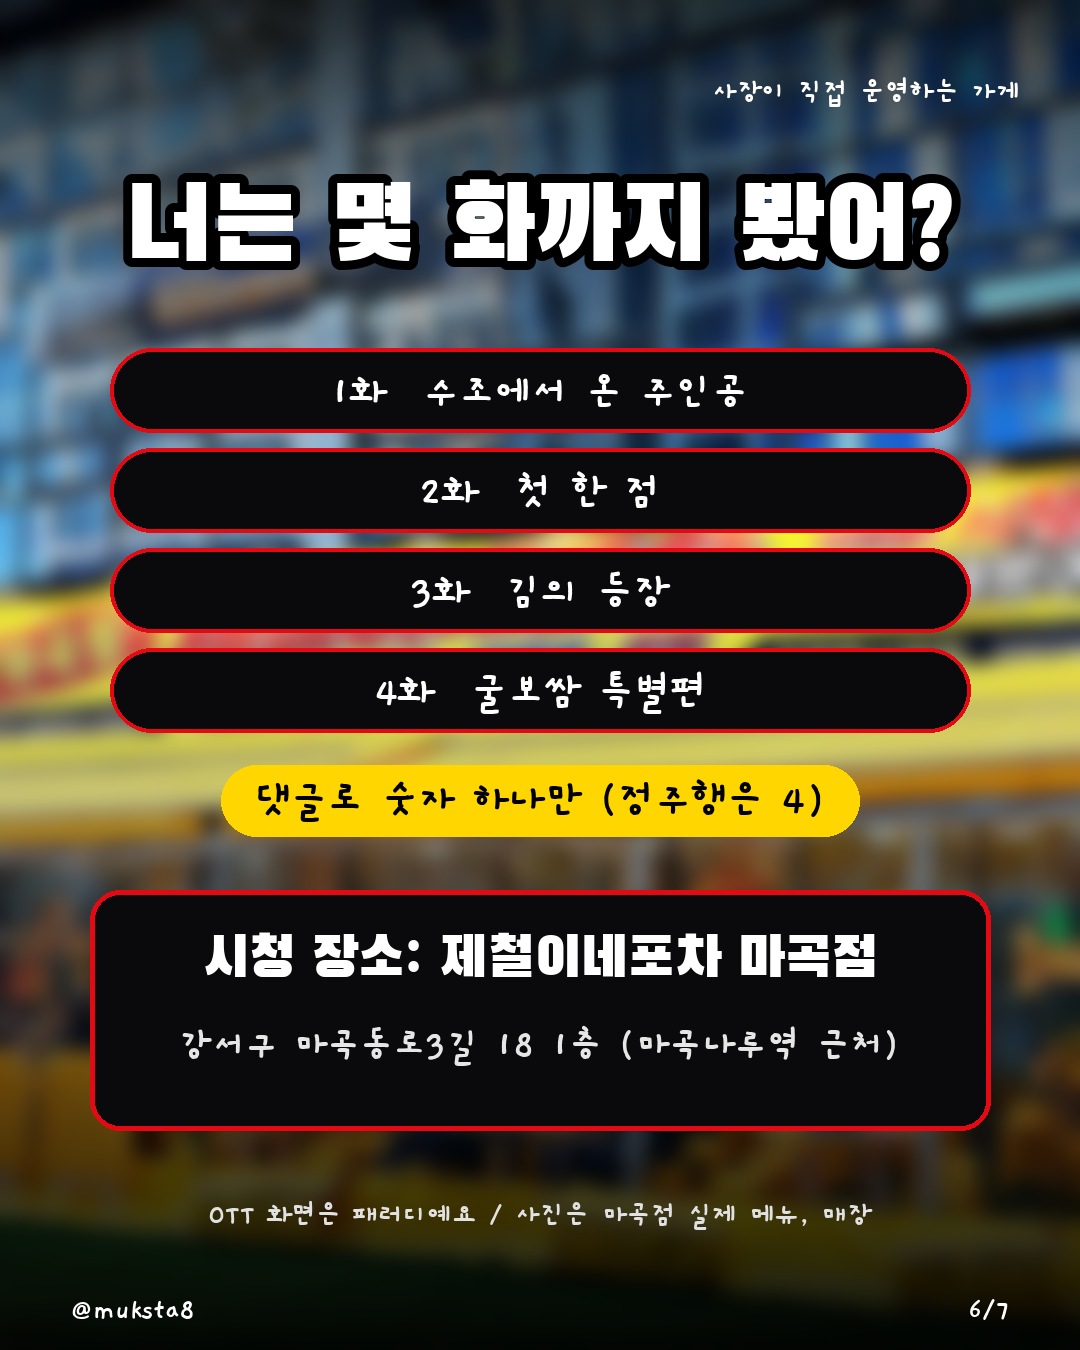 사장이 직접 운영하는 가게
너는 몇 화까지 봤어?
1화 수조에서 온 주인공
2화 첫 한 점
3화 김의 등장
4화 굴보쌈 특별편
댓글로 숫자 하나만 (정주행은 4)
시청 장소: 제철이네포차 마곡점
강서구 마곡동로3길 18 1층 (마곡나루역 근처)
OTT 화면은 패러디예요 / 사진은 마곡점 실제 메뉴, 매장
@muksta8
6/7